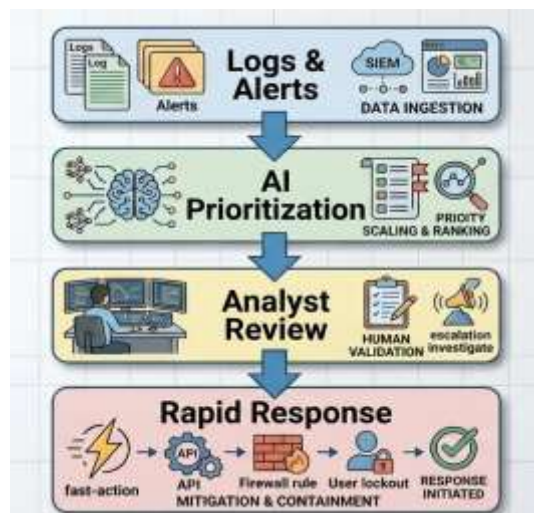 Logs
Log
Alerts
Logs &
Alerts
SIEM
DATA INGESTION
AI
Prioritization
PRIOITY
SCALING & RANKING
Analyst
Review
HUMAN
VALIDATION
escalation
investigate
Rapid Response
fast-action
API
API
Firewall rule
User lockout
RESPONSE
INITIATED
MITIGATION & CONTAINMENT